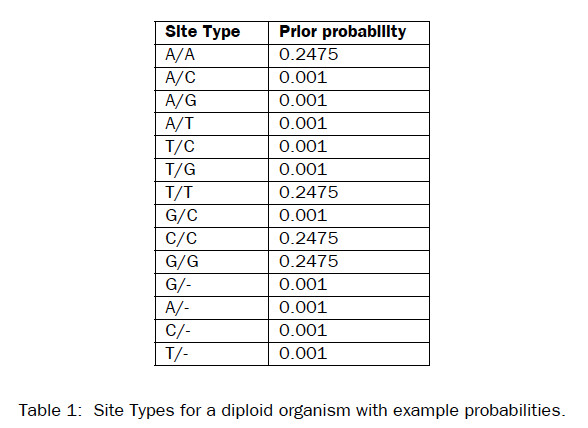 Site Type Prior probability
A/A 0.2475
A/C 0.001
A/G 0.001
A/T 0.001
T/C 0.001
T/G 0.001
T/T 0.2475
G/C 0.001
C/C 0.2475
G/G 0.2475
G/- 0.001
A/- 0.001
C/- 0.001
T/- 0.001
Table 1: Site Types for a diploid organism with example probabilities.